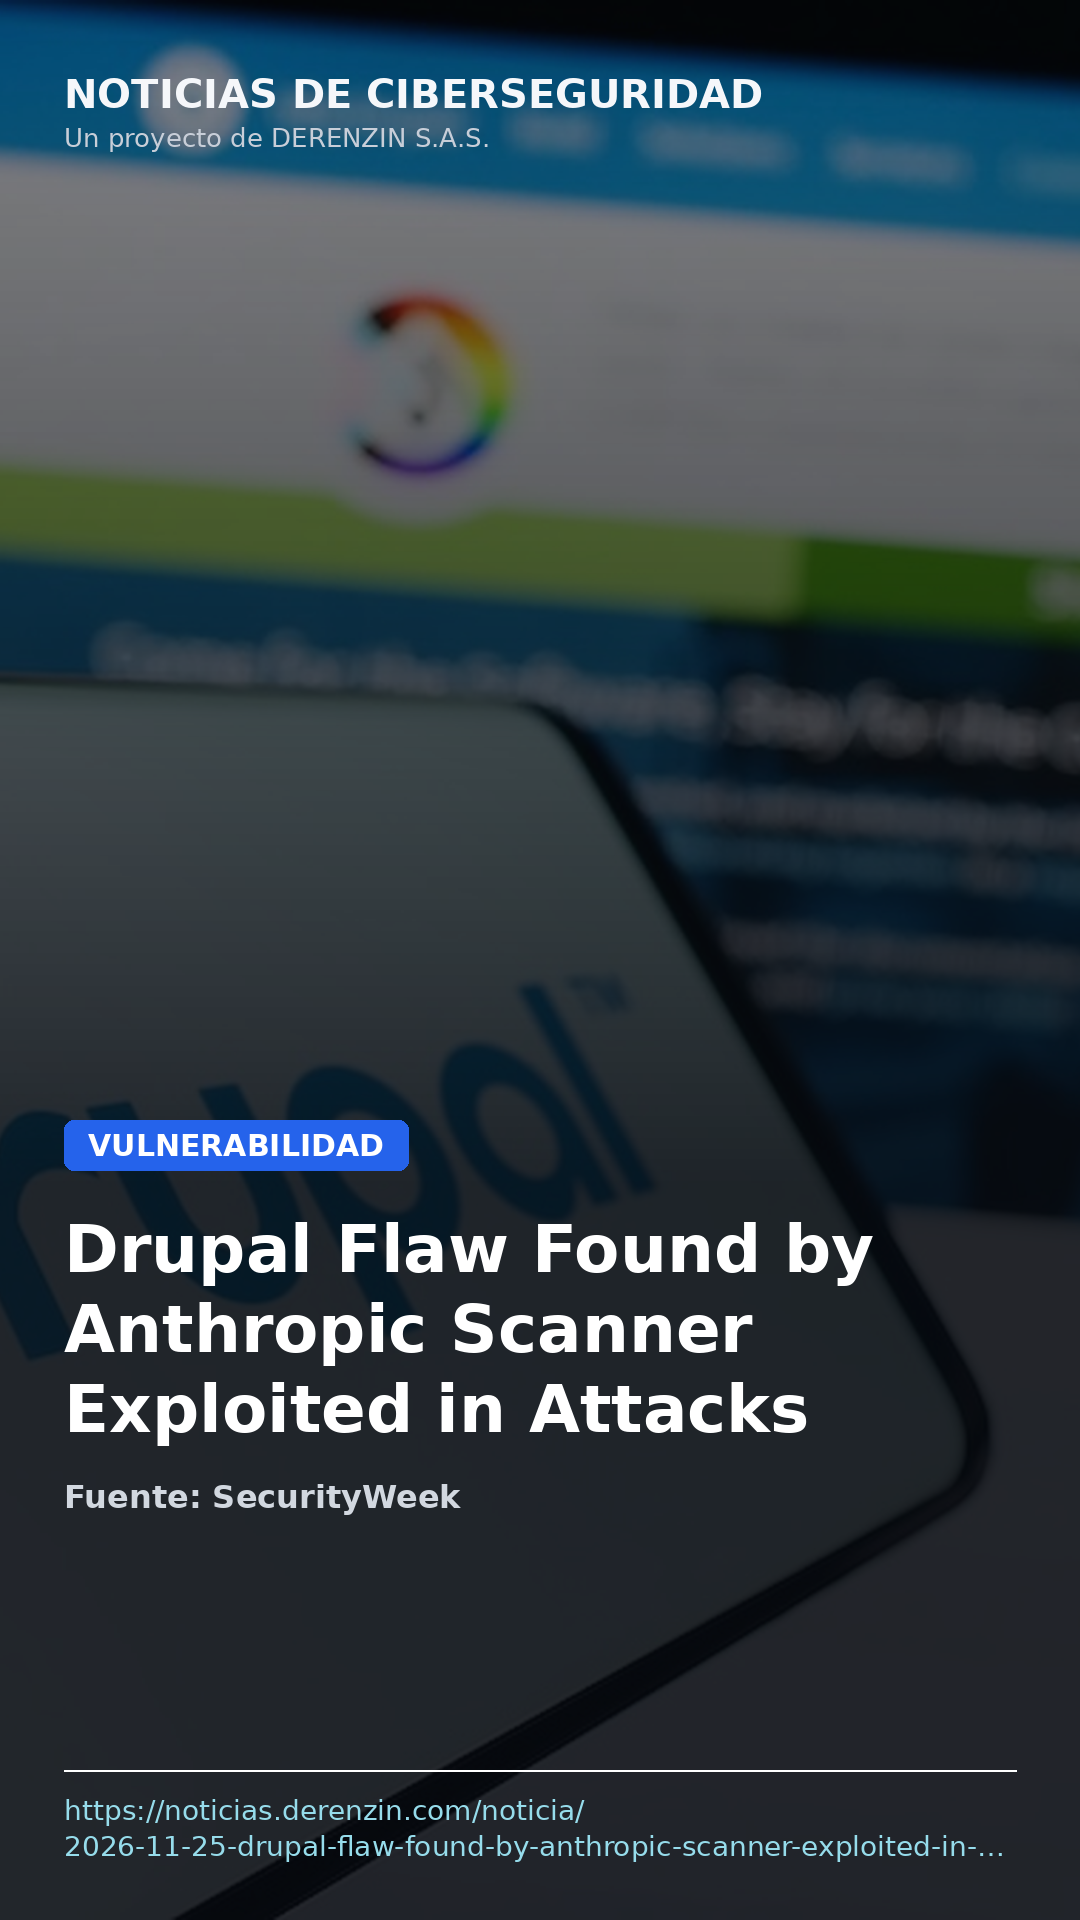 NOTICIAS DE CIBERSEGURIDAD
Un proyecto de DERENZIN S.A.S.
rupal™
VULNERABILIDAD
Drupal Flaw Found by
Anthropic Scanner
Exploited in Attacks
Fuente: SecurityWeek
https://noticias.derenzin.com/noticia/
2026-11-25-drupal-flaw-found-by-anthropic-scanner-exploited-in-…